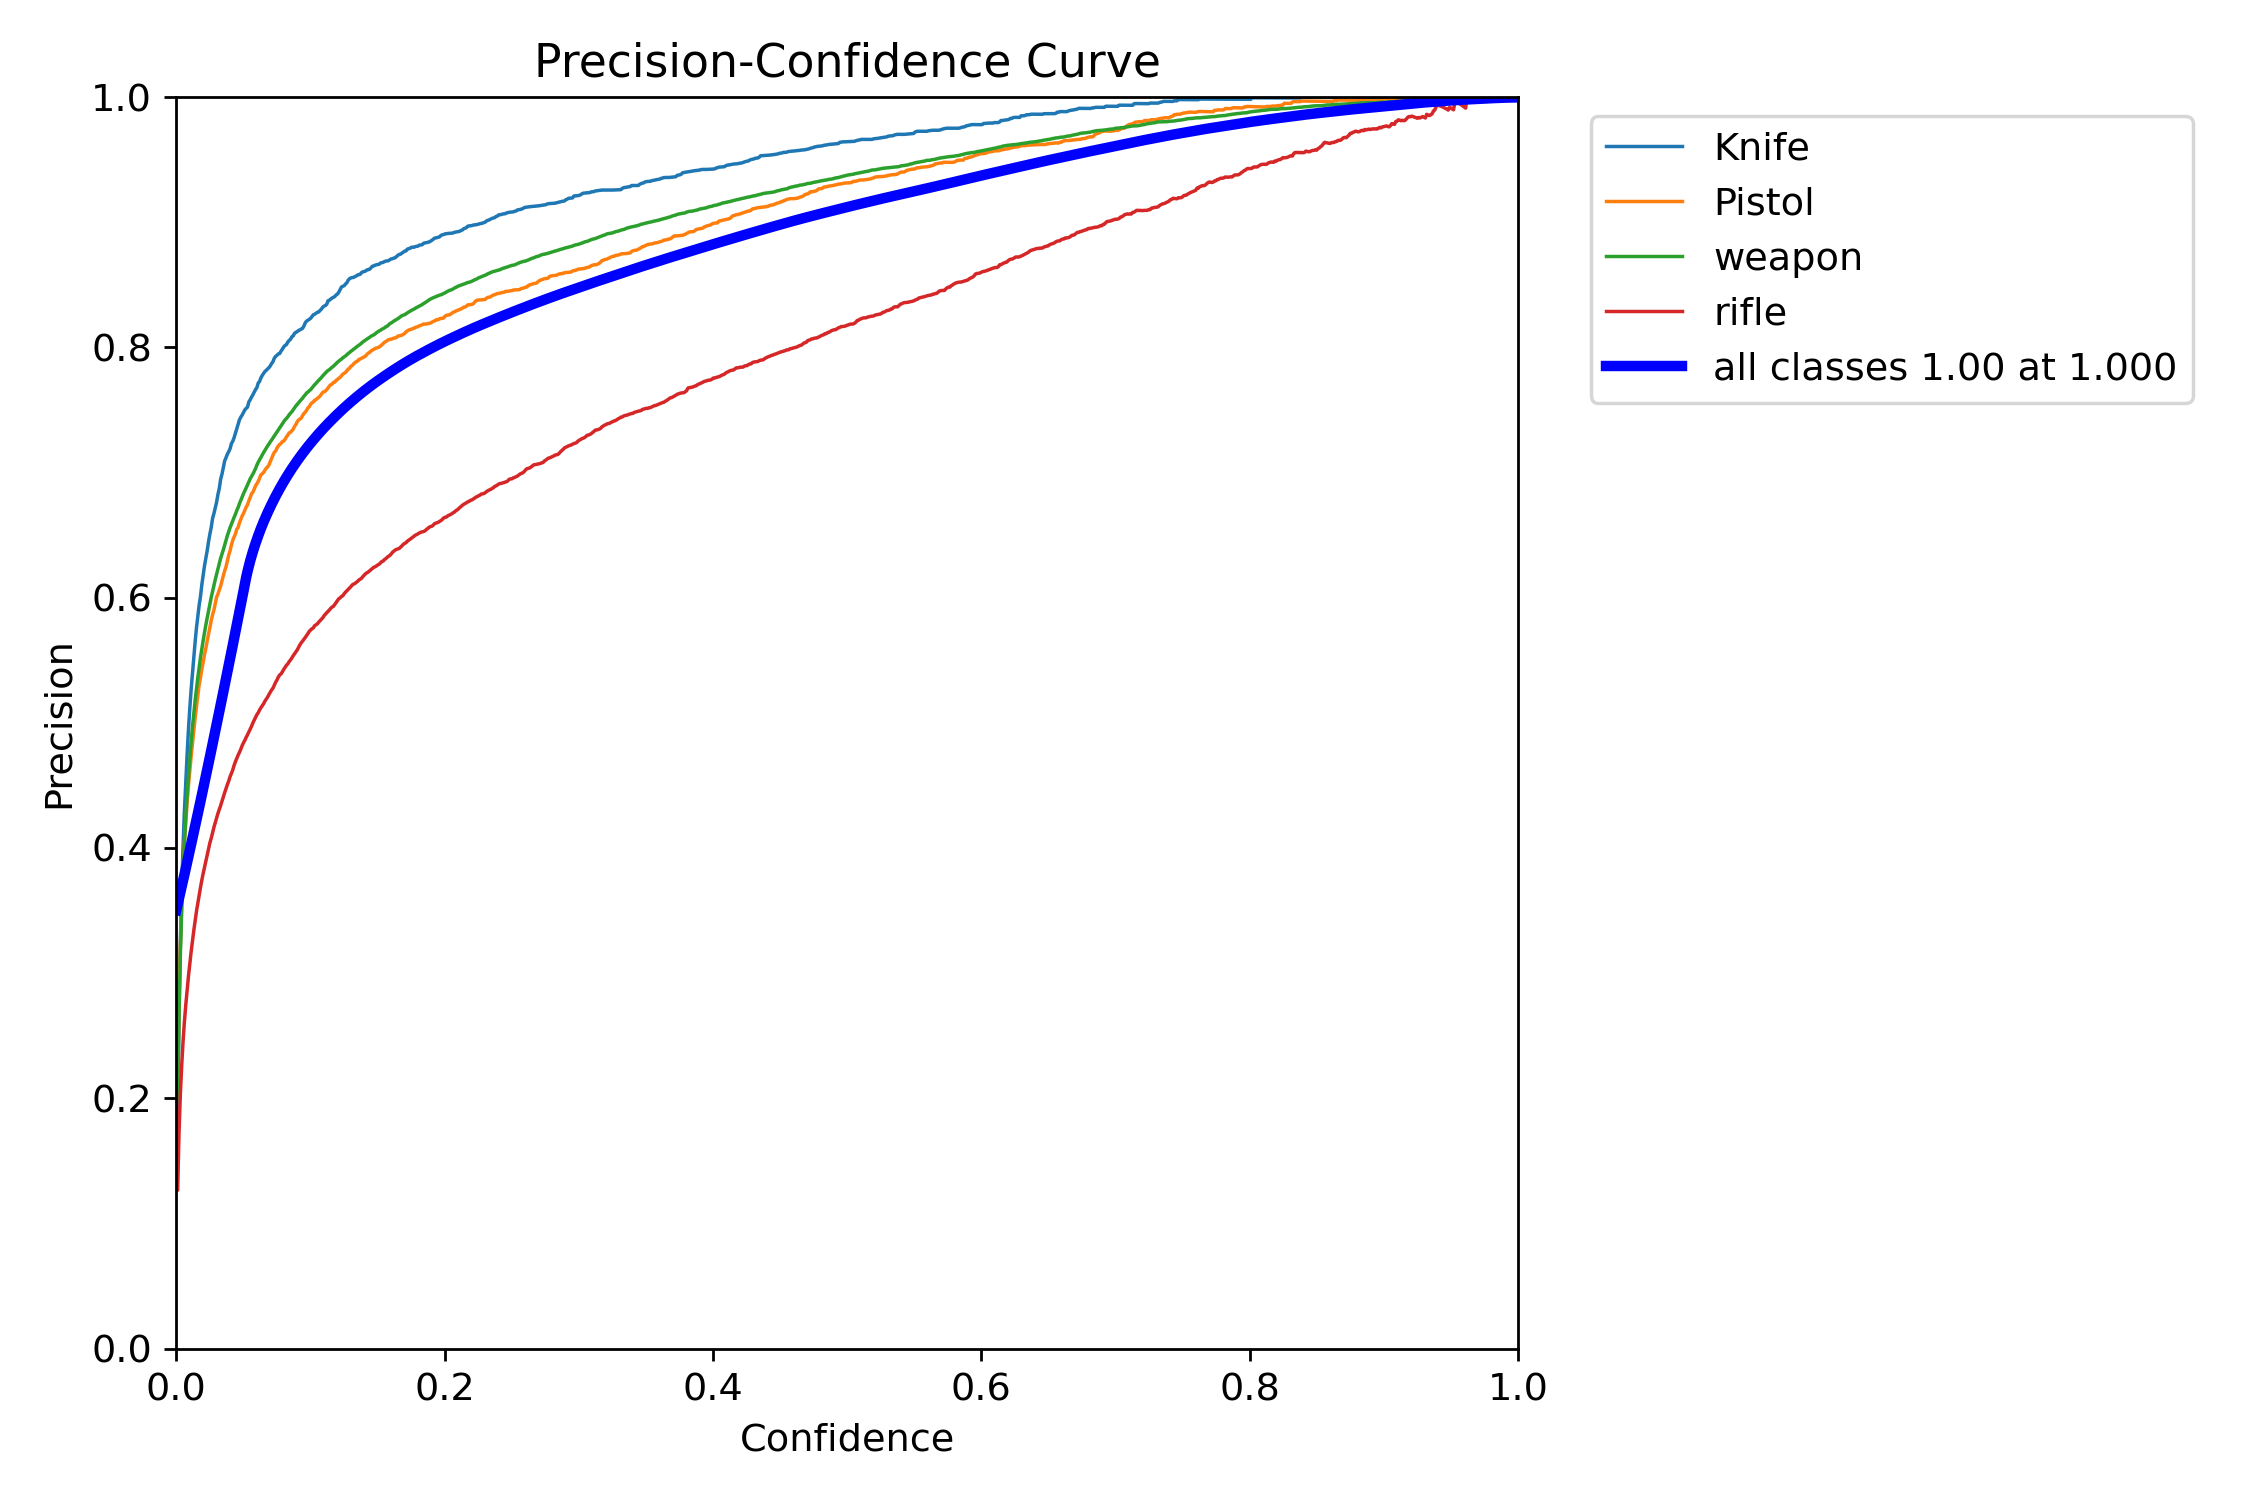 Precision-Confidence Curve
1.0
0.8
0.6
0.4
0.2
0.0
Precision
0.0 0.2 0.4 0.6 0.8 1.0
Confidence
Knife
Pistol
weapon
rifle
all classes 1.00 at 1.000